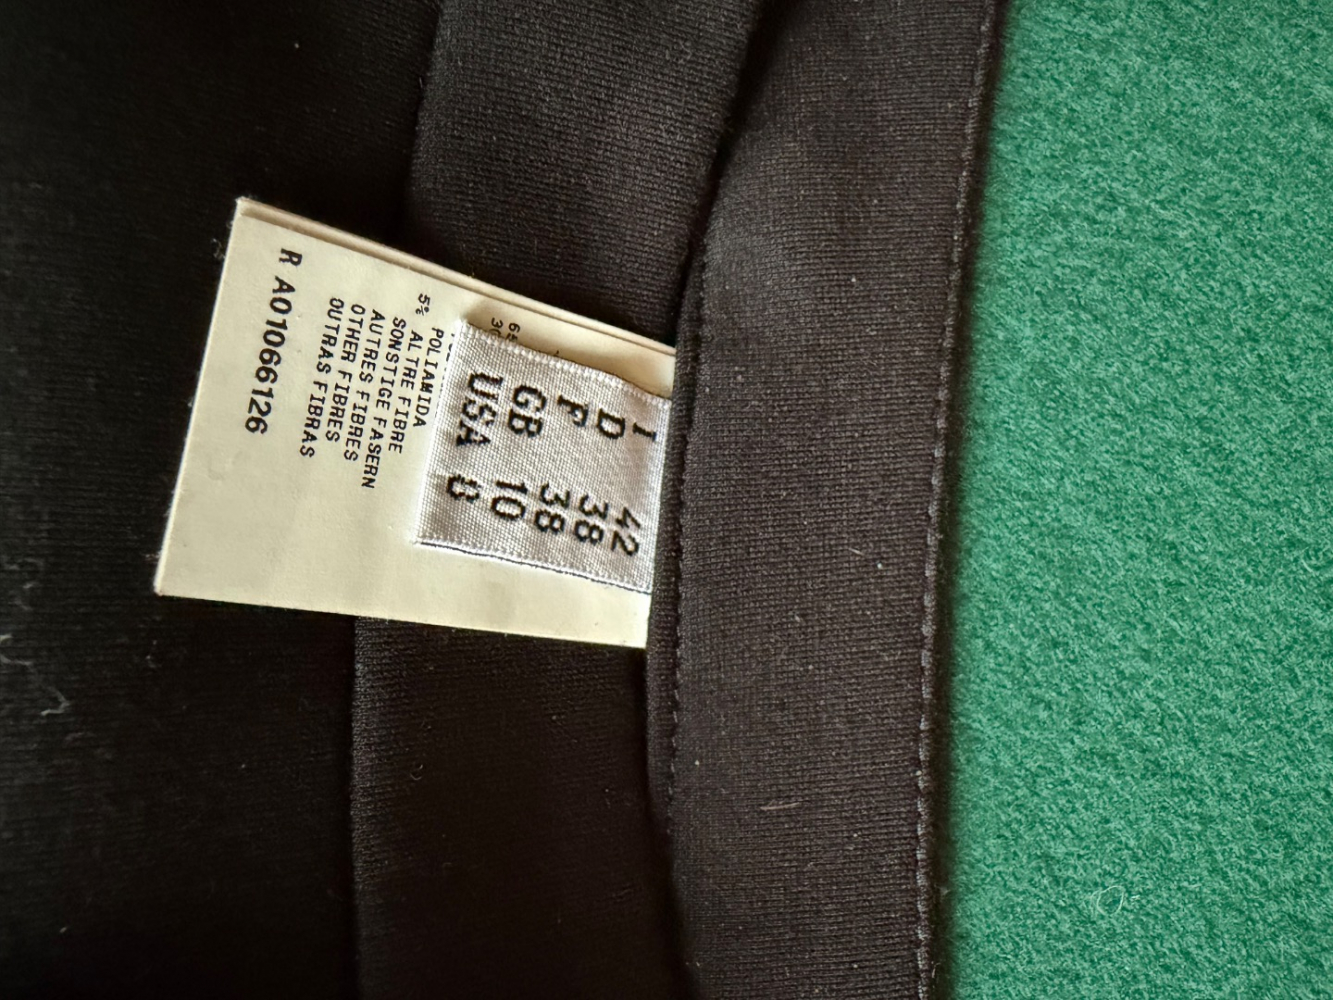 I 42
D 38
F 38
GB 10
USA 8
POLIAMIDA
5% ALTRE FIBRE
SONSTIGE FASERN
AUTRES FIBRES
OTHER FIBRES
OUTRAS FIBRAS
R A01066126